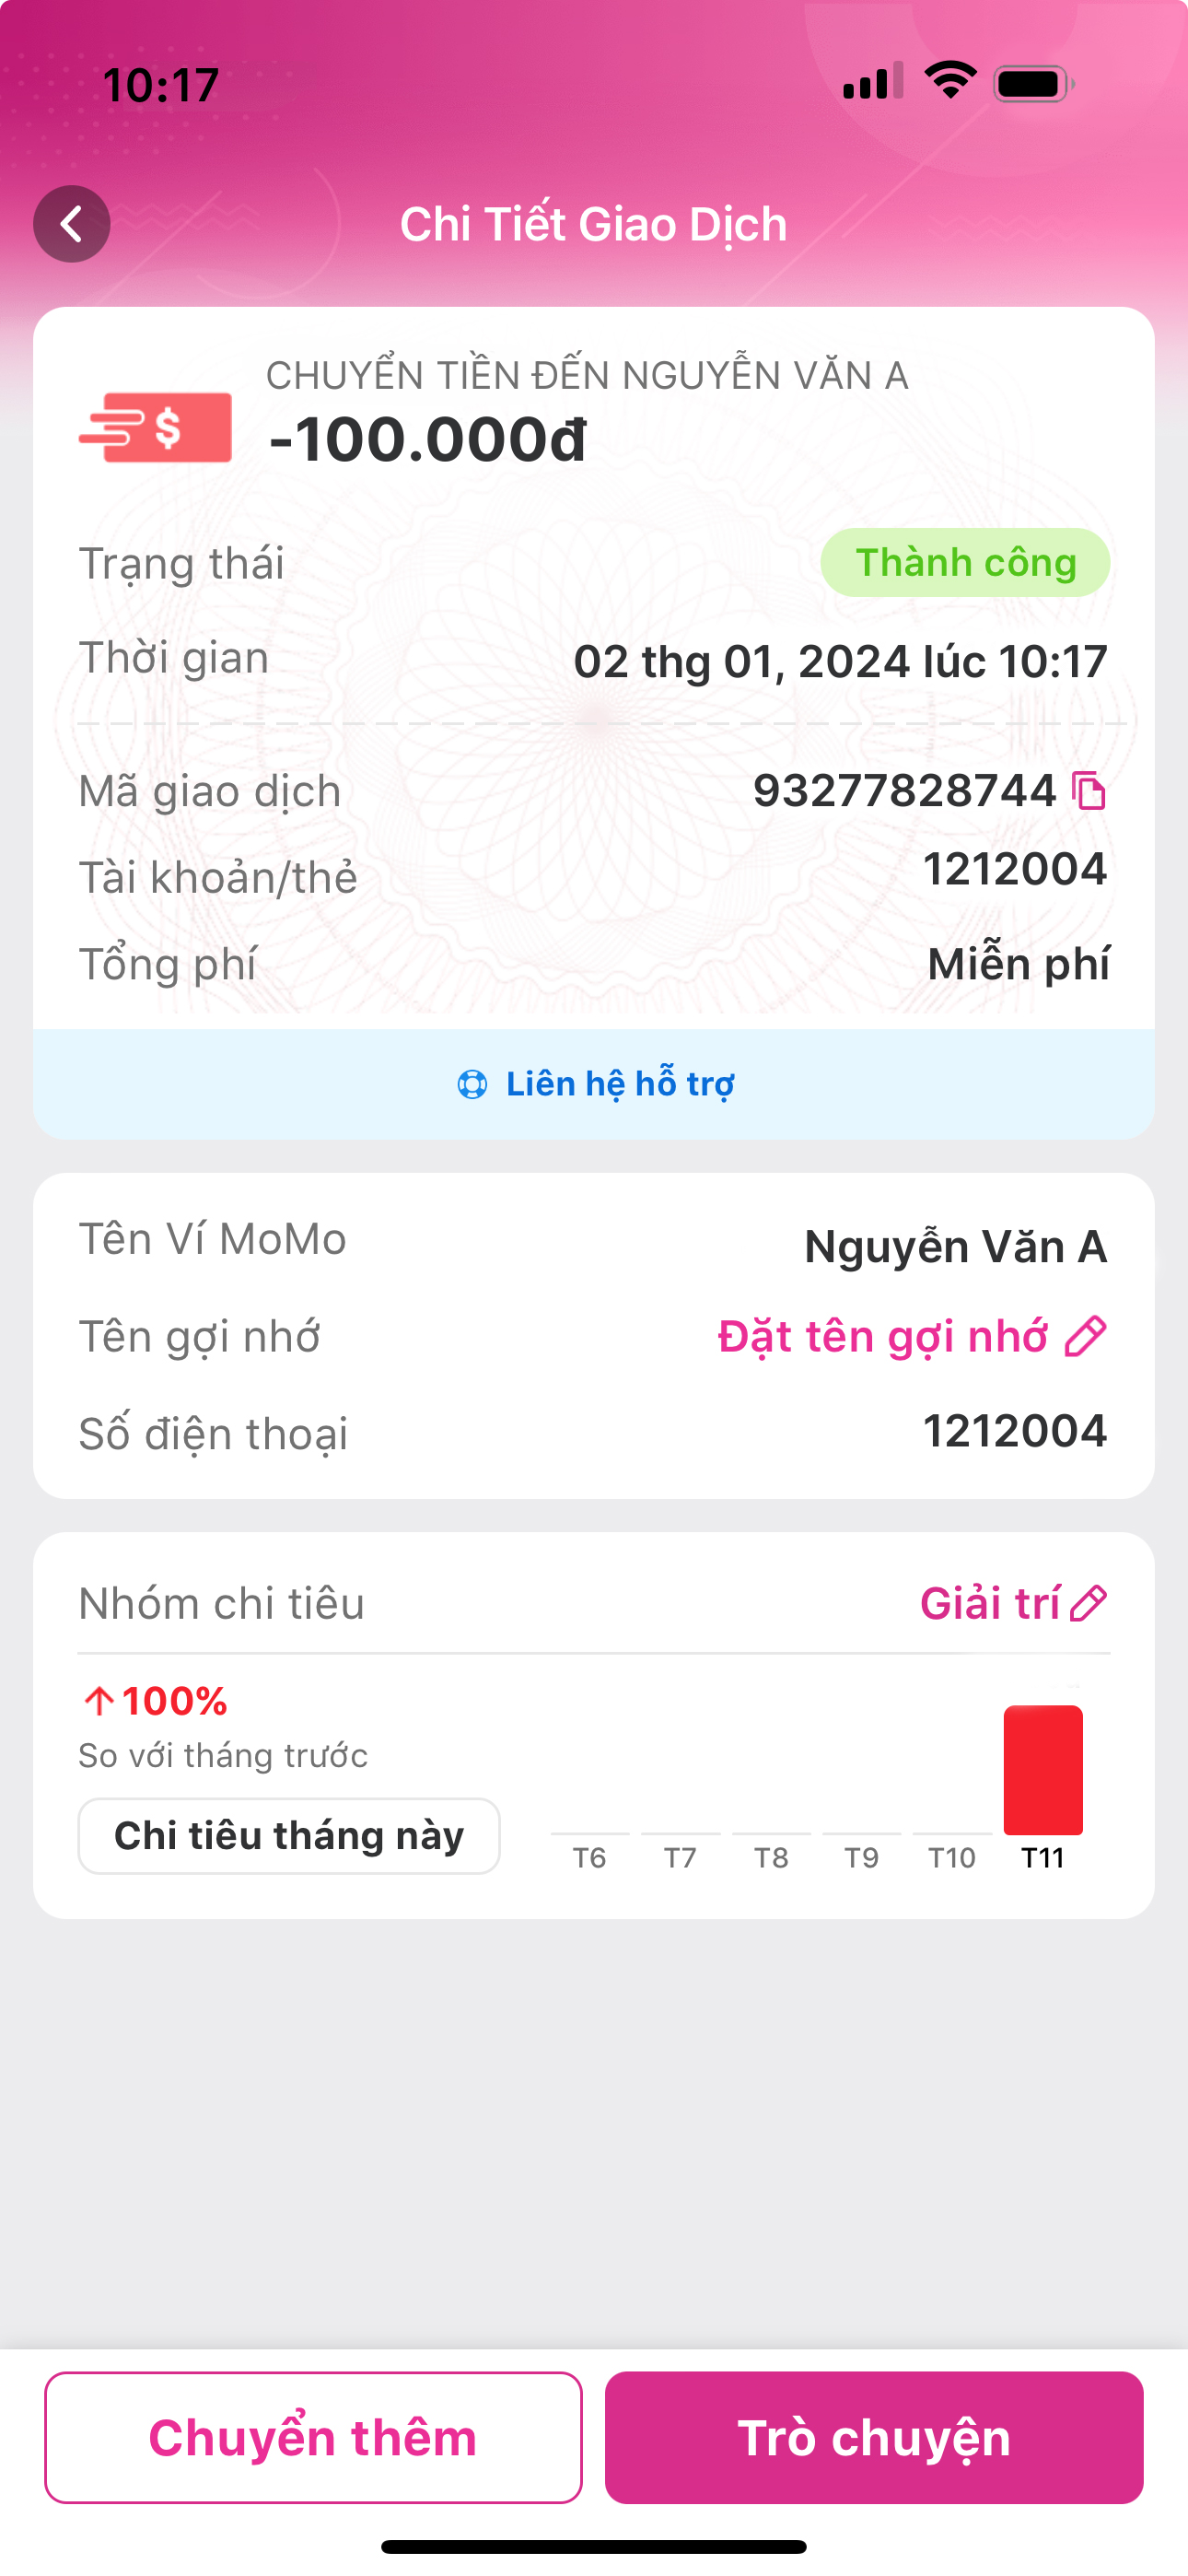 10:17
Chi Tiết Giao Dịch
CHUYỂN TIỀN ĐẾN NGUYỄN VĂN A
$
-100.000đ
Trạng thái Thành công
Thời gian 02 thg 01, 2024 lúc 10:17
Mã giao dịch 93277828744
Tài khoản/thẻ 1212004
Tổng phí Miễn phí
Liên hệ hỗ trợ
Tên Ví MoMo Nguyễn Văn A
Tên gợi nhớ Đặt tên gợi nhớ
Số điện thoại 1212004
Nhóm chi tiêu Giải trí
↑100%
So với tháng trước
Chi tiêu tháng này
T6 T7 T8 T9 T10 T11
Chuyển thêm Trò chuyện